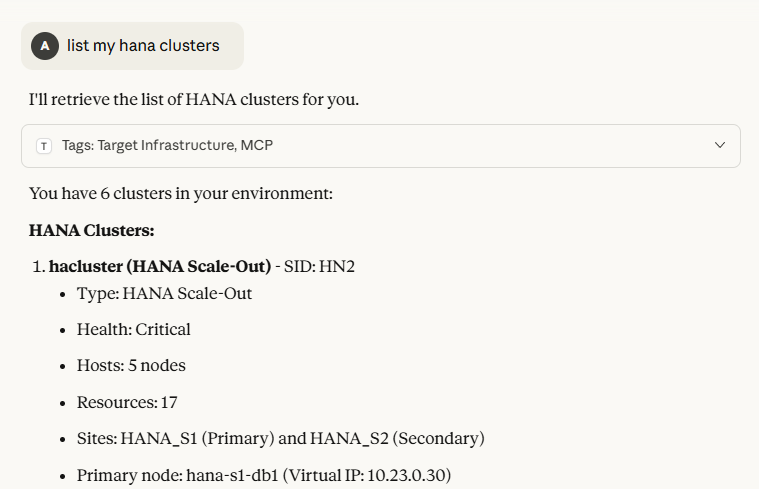 A list my hana clusters
I'll retrieve the list of HANA clusters for you.
T Tags: Target Infrastructure, MCP
You have 6 clusters in your environment:
HANA Clusters:
1. hacluster (HANA Scale-Out) - SID: HN2
• Type: HANA Scale-Out
• Health: Critical
• Hosts: 5 nodes
• Resources: 17
• Sites: HANA_S1 (Primary) and HANA_S2 (Secondary)
• Primary node: hana-s1-db1 (Virtual IP: 10.23.0.30)